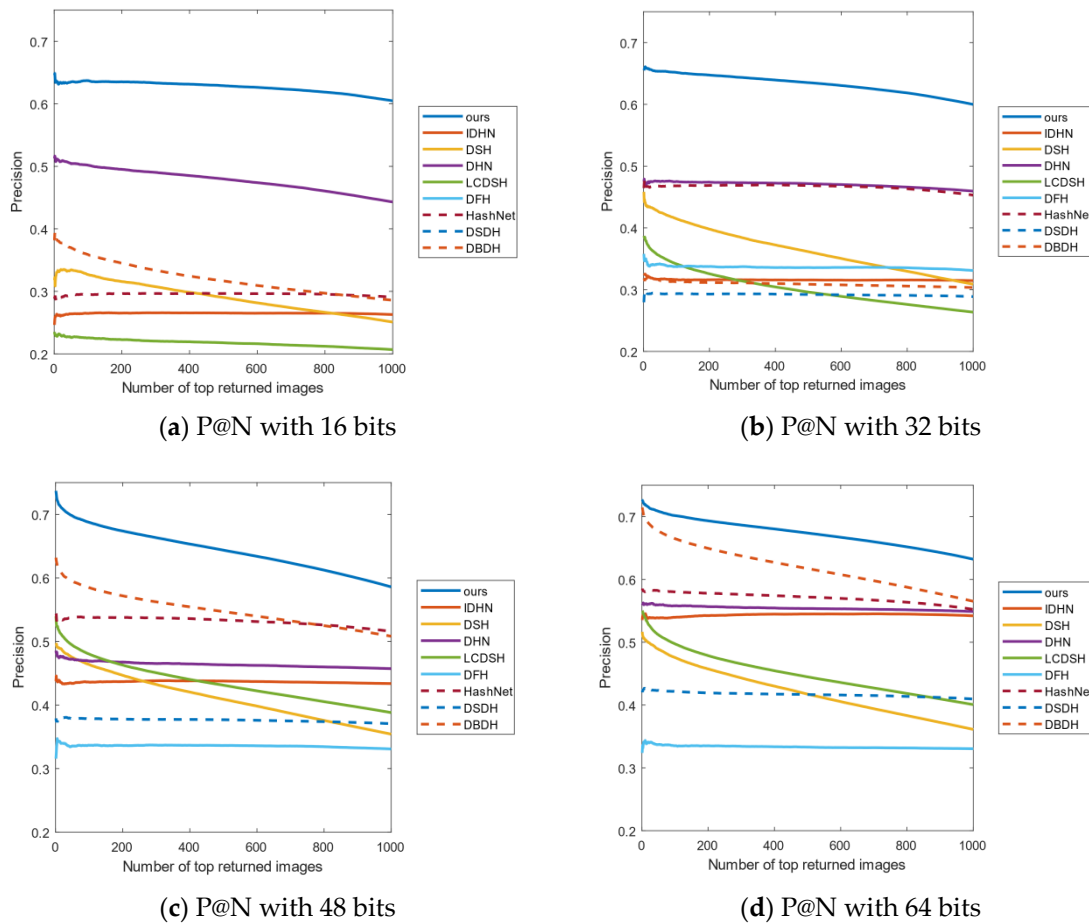 0.7
0.6
0.5
0.4
0.3
0.2
Precision
0 200 400 600 800 1000
Number of top returned images
ours
IDHN
DSH
DHN
LCDSH
DFH
HashNet
DSDH
DBDH
(a) P@N with 16 bits
0.7
0.6
0.5
0.4
0.3
0.2
Precision
0 200 400 600 800 1000
Number of top returned images
ours
IDHN
DSH
DHN
LCDSH
DFH
HashNet
DSDH
DBDH
(b) P@N with 32 bits
0.7
0.6
0.5
0.4
0.3
0.2
Precision
0 200 400 600 800 1000
Number of top returned images
ours
IDHN
DSH
DHN
LCDSH
DFH
HashNet
DSDH
DBDH
(c) P@N with 48 bits
0.7
0.6
0.5
0.4
0.3
0.2
Precision
0 200 400 600 800 1000
Number of top returned images
ours
IDHN
DSH
DHN
LCDSH
DFH
HashNet
DSDH
DBDH
(d) P@N with 64 bits